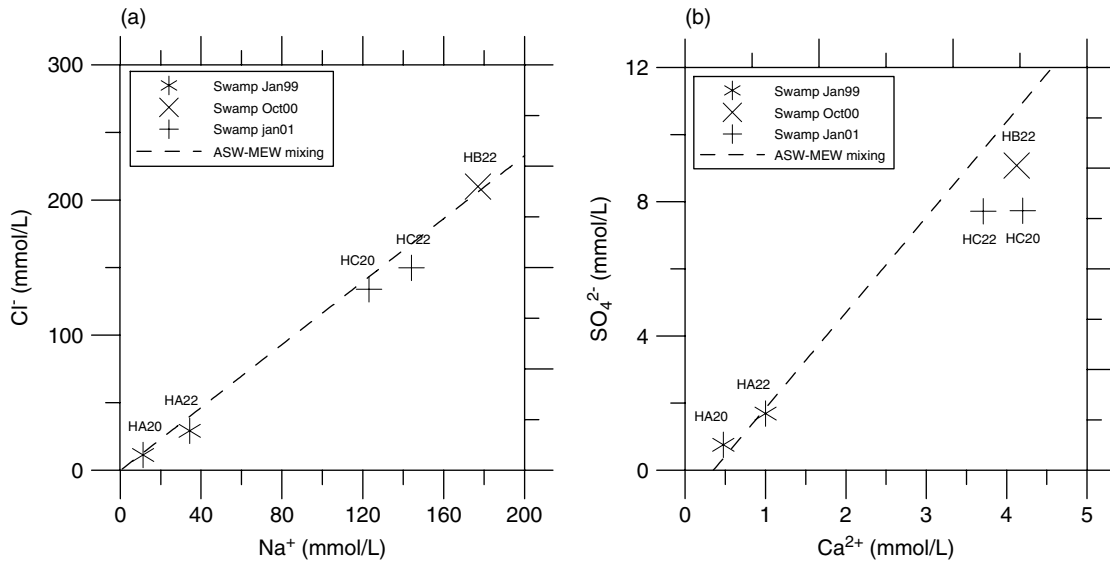 (a)
300
200
100
0
Cl⁻ (mmol/L)
Swamp Jan99
Swamp Oct00
Swamp jan01
ASW-MEW mixing
HB22
HC22
HC20
HA22
HA20
0 40 80 120 160 200
Na⁺ (mmol/L)
(b)
12
8
4
0
SO₄²⁻ (mmol/L)
Swamp Jan99
Swamp Oct00
Swamp Jan01
ASW-MEW mixing
HB22
HC22 HC20
HA22
HA20
0 1 2 3 4 5
Ca²⁺ (mmol/L)